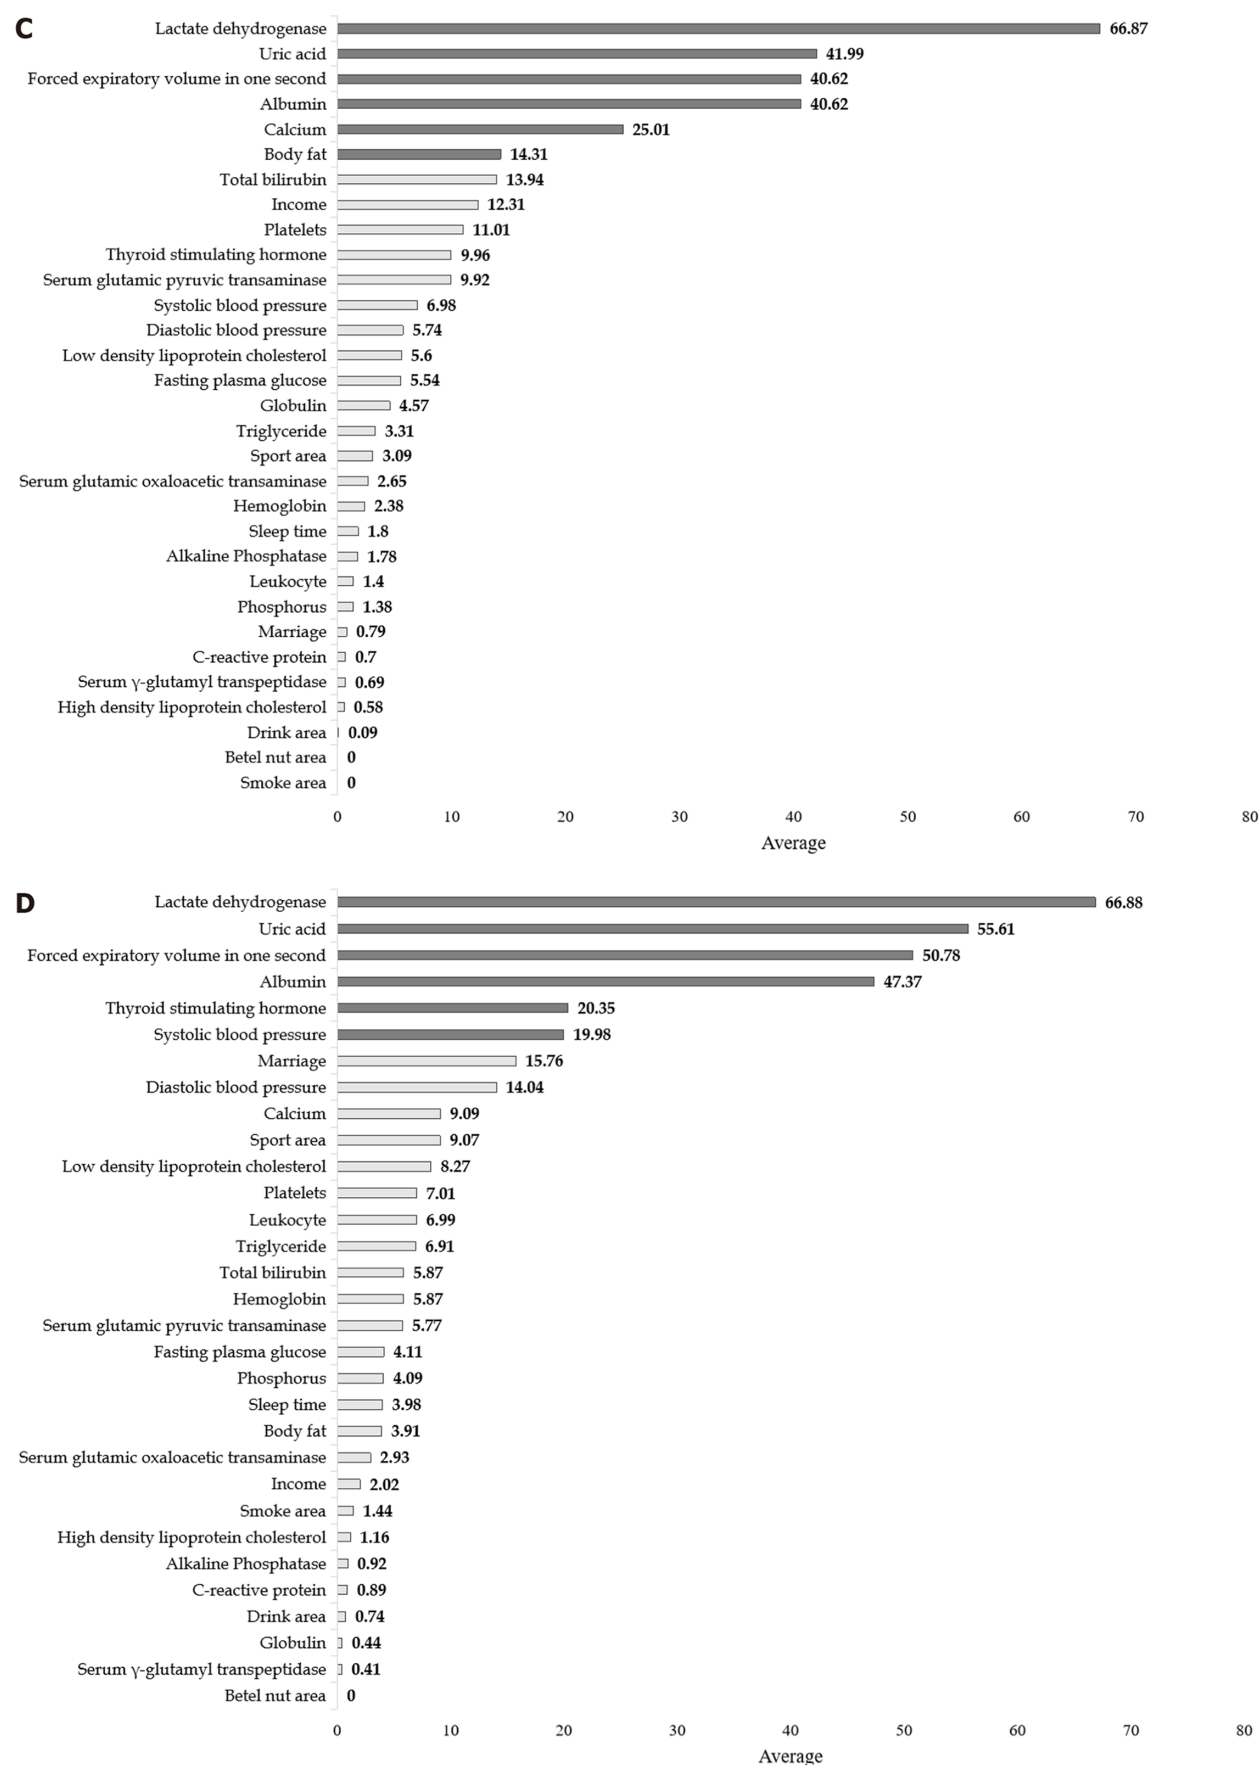 C
Lactate dehydrogenase 66.87
Uric acid 41.99
Forced expiratory volume in one second 40.62
Albumin 40.62
Calcium 25.01
Body fat 14.31
Total bilirubin 13.94
Income 12.31
Platelets 11.01
Thyroid stimulating hormone 9.96
Serum glutamic pyruvic transaminase 9.92
Systolic blood pressure 6.98
Diastolic blood pressure 5.74
Low density lipoprotein cholesterol 5.6
Fasting plasma glucose 5.54
Globulin 4.57
Triglyceride 3.31
Sport area 3.09
Serum glutamic oxaloacetic transaminase 2.65
Hemoglobin 2.38
Sleep time 1.8
Alkaline Phosphatase 1.78
Leukocyte 1.4
Phosphorus 1.38
Marriage 0.79
C-reactive protein 0.7
Serum γ-glutamyl transpeptidase 0.69
High density lipoprotein cholesterol 0.58
Drink area 0.09
Betel nut area 0
Smoke area 0
0 10 20 30 40 50 60 70 80
Average
D
Lactate dehydrogenase 66.88
Uric acid 55.61
Forced expiratory volume in one second 50.78
Albumin 47.37
Thyroid stimulating hormone 20.35
Systolic blood pressure 19.98
Marriage 15.76
Diastolic blood pressure 14.04
Calcium 9.09
Sport area 9.07
Low density lipoprotein cholesterol 8.27
Platelets 7.01
Leukocyte 6.99
Triglyceride 6.91
Total bilirubin 5.87
Hemoglobin 5.87
Serum glutamic pyruvic transaminase 5.77
Fasting plasma glucose 4.11
Phosphorus 4.09
Sleep time 3.98
Body fat 3.91
Serum glutamic oxaloacetic transaminase 2.93
Income 2.02
Smoke area 1.44
High density lipoprotein cholesterol 1.16
Alkaline Phosphatase 0.92
C-reactive protein 0.89
Drink area 0.74
Globulin 0.44
Serum γ-glutamyl transpeptidase 0.41
Betel nut area 0
0 10 20 30 40 50 60 70 80
Average